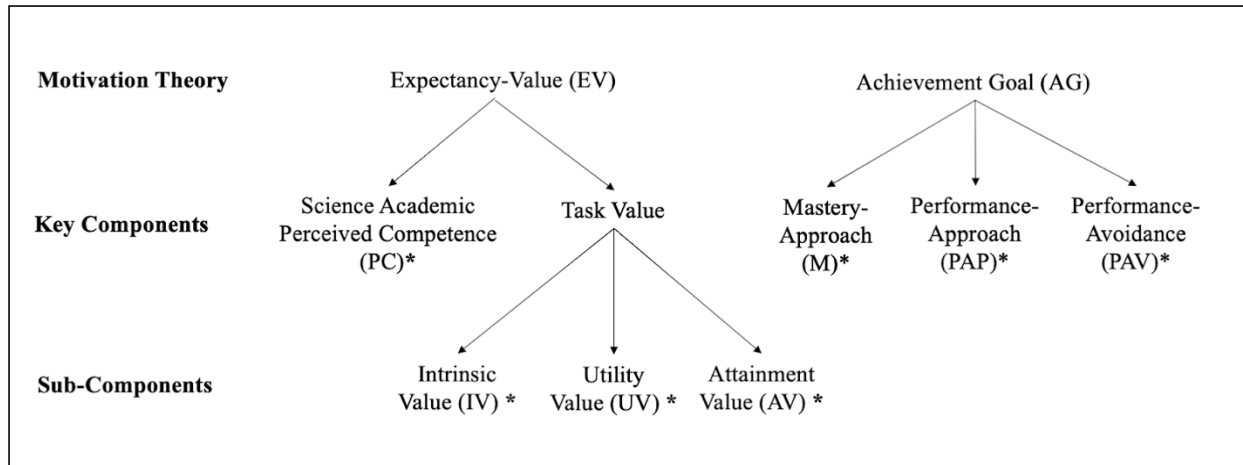 Motivation Theory
Expectancy-Value (EV)
Achievement Goal (AG)
Key Components
Science Academic
Perceived Competence
(PC)*
Task Value
Mastery-
Approach
(M)*
Performance-
Approach
(PAP)*
Performance-
Avoidance
(PAV)*
Sub-Components
Intrinsic
Value (IV) *
Utility
Value (UV) *
Attainment
Value (AV) *